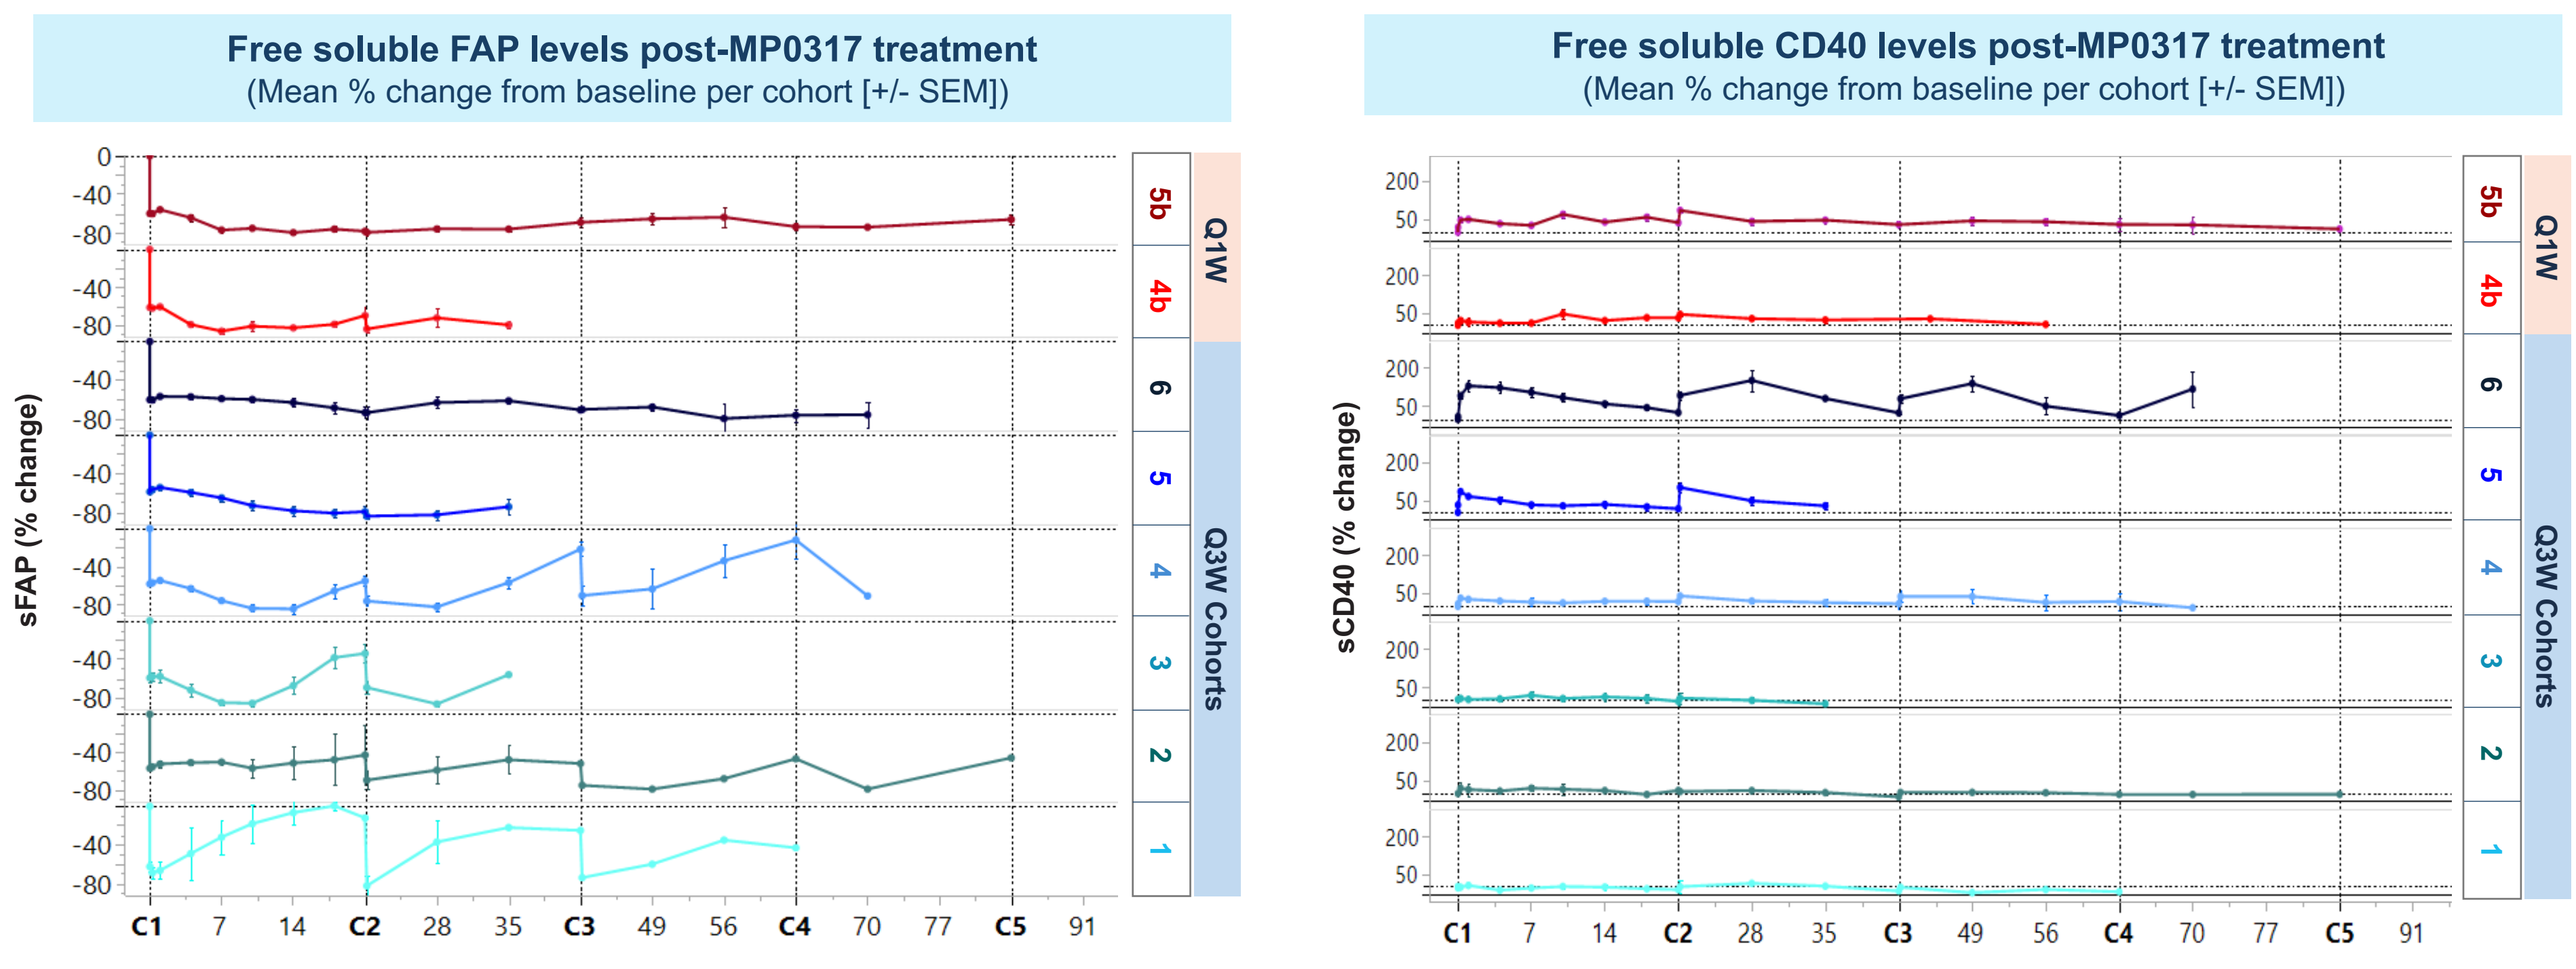 Free soluble FAP levels post-MP0317 treatment
(Mean % change from baseline per cohort [+/- SEM])
sFAP (% change)
0
-40
-80
-40
-80
-40
-80
-40
-80
-40
-80
-40
-80
-40
-80
-40
-80
C1 7 14 C2 28 35 C3 49 56 C4 70 77 C5 91
5b
4b
6
5
4
3
2
1
Q1W
Q3W Cohorts
Free soluble CD40 levels post-MP0317 treatment
(Mean % change from baseline per cohort [+/- SEM])
sCD40 (% change)
200
50
200
50
200
50
200
50
200
50
200
50
200
50
200
50
C1 7 14 C2 28 35 C3 49 56 C4 70 77 C5 91
5b
4b
6
5
4
3
2
1
Q1W
Q3W Cohorts